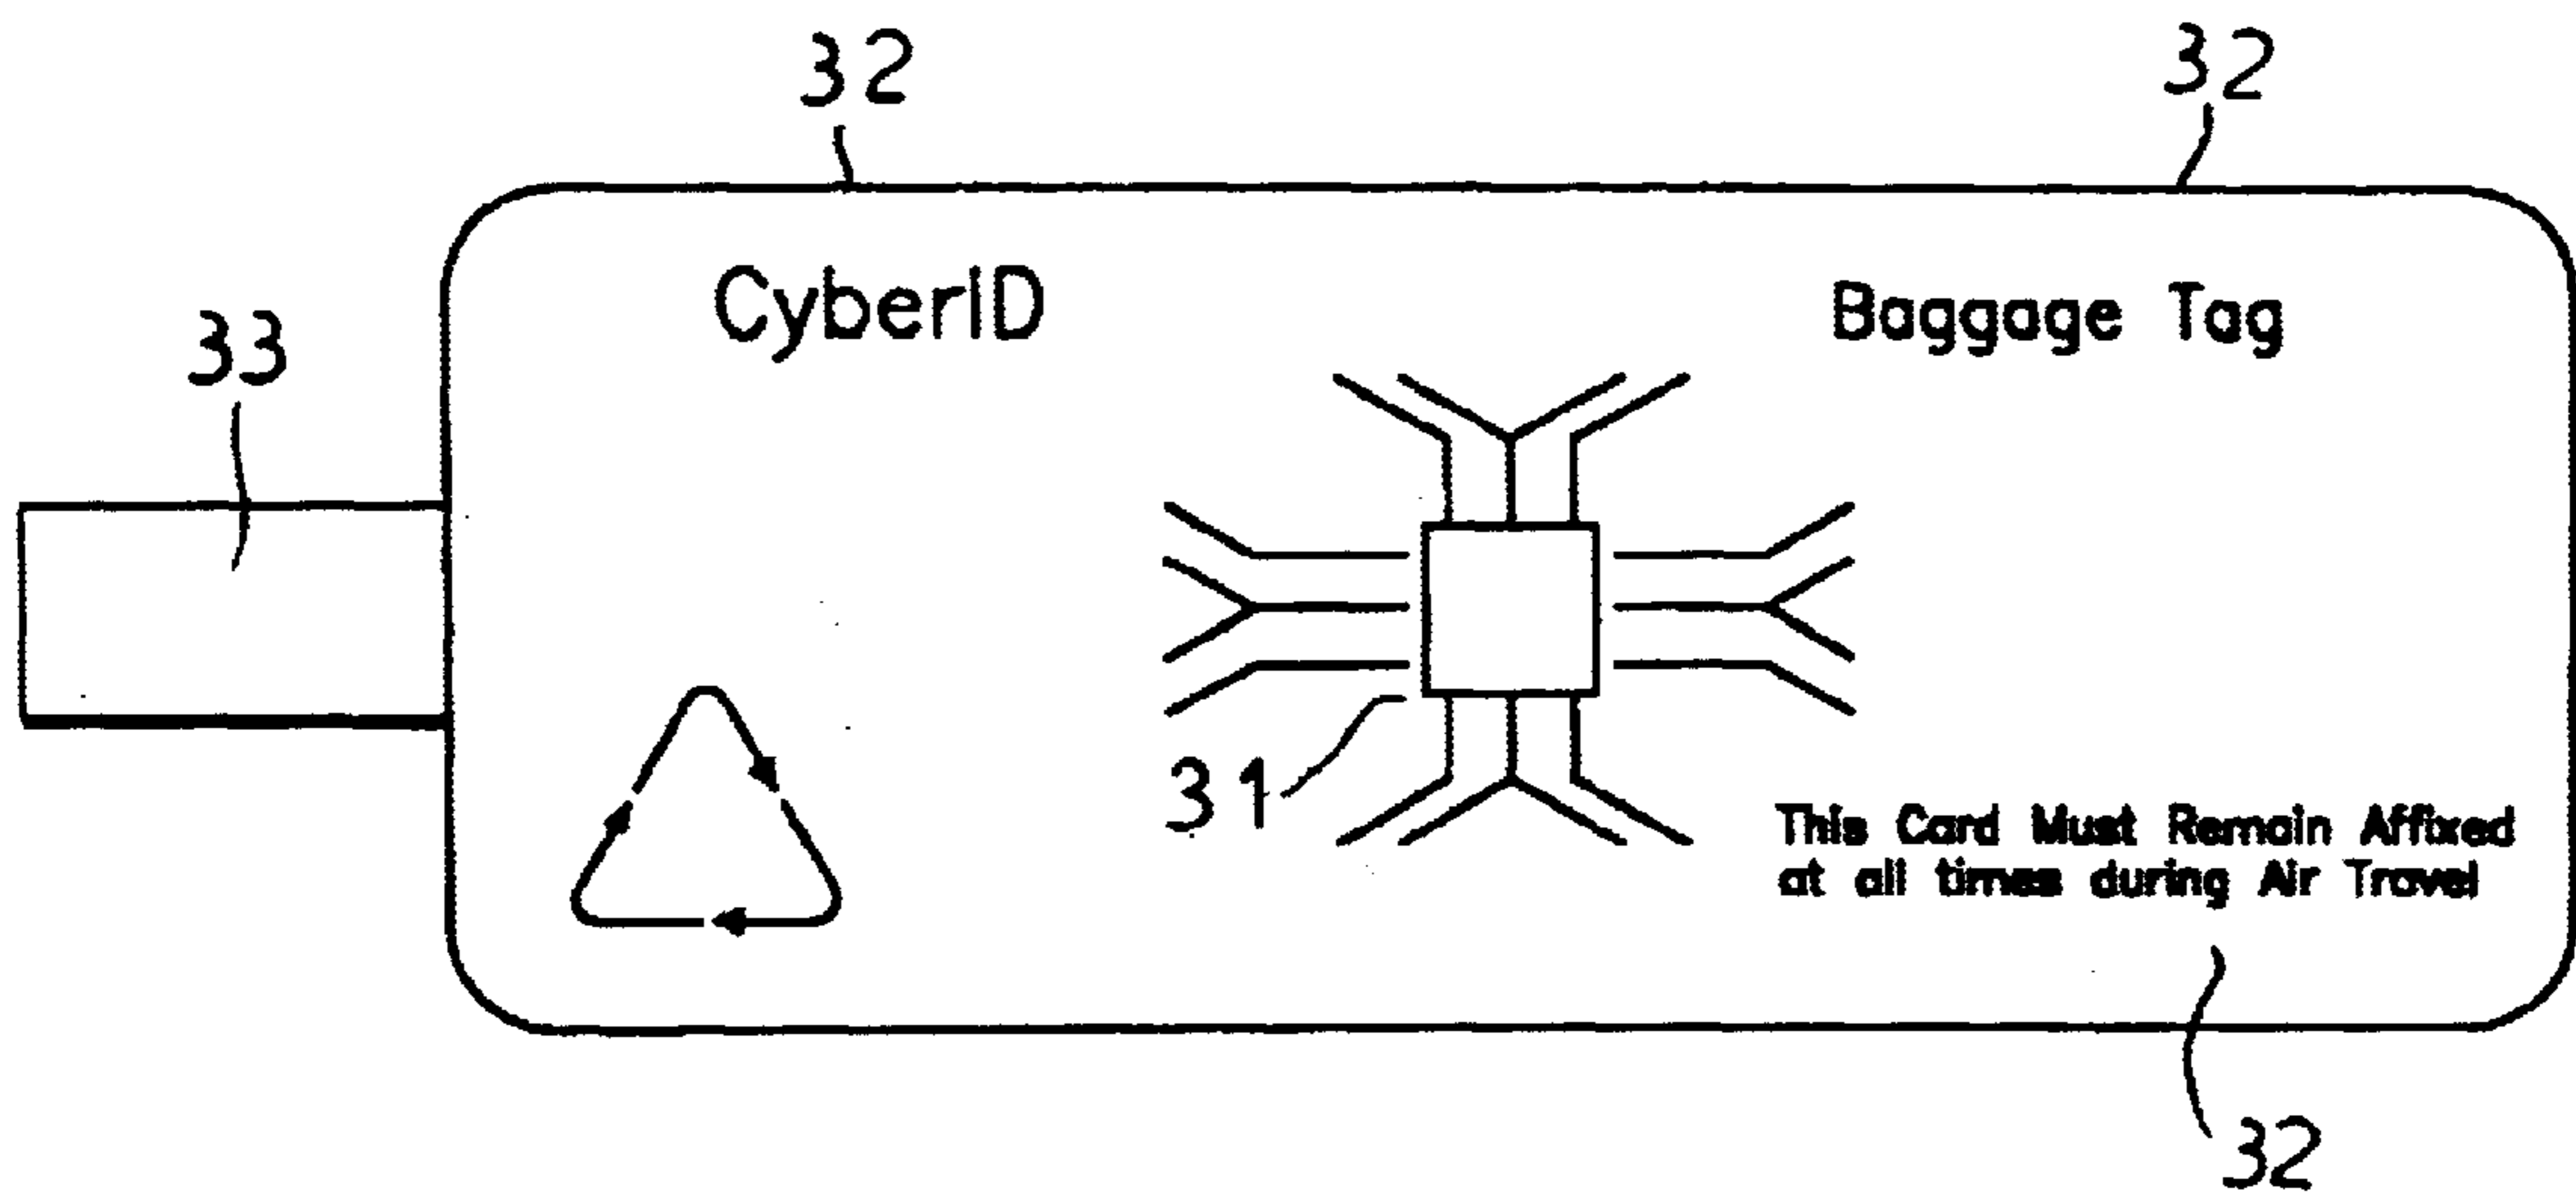 32
32
33
CyberID
Baggage Tag
31
This Card Must Remain Affixed
at all times during Air Travel
32